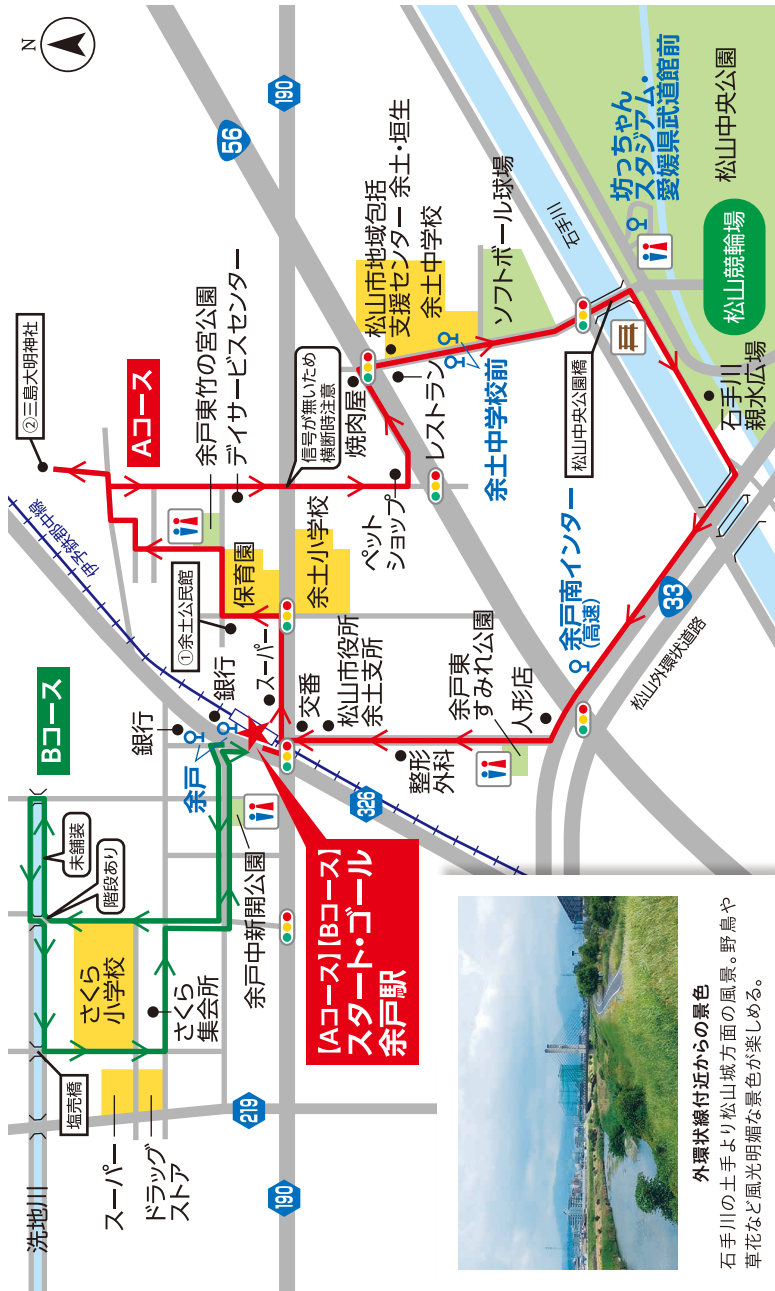 N
洗地川
塩売橋
スーパー
ドラッグ
ストア
さくら
小学校
さくら
集会所
階段あり
未舗装
Bコース
219
190
余戸中新開公園
余戸
銀行
銀行
スーパー
326
【Aコース】【Bコース】
スタート・ゴール
余戸駅
伊予鉄郡中線
②三島大明神社
Aコース
①余土公民館
保育園
余戸東竹の宮公園
デイサービスセンター
信号が無いため
横断時注意
余土小学校
交番
松山市役所
余土支所
整形
外科
余戸東
すみれ公園
人形店
ペット
ショップ
焼肉屋
レストラン
190
56
松山市地域包括
支援センター 余土・垣生
余土中学校
余土中学校前
ソフトボール球場
石手川
松山中央公園橋
坊っちゃん
スタジアム・
愛媛県武道館前
松山中央公園
松山競輪場
石手川
親水広場
余戸南インター
(高速)
33
松山外環状道路
外環状線付近からの景色
石手川の土手より松山城方面の風景。野鳥や
草花など風光明媚な景色が楽しめる。